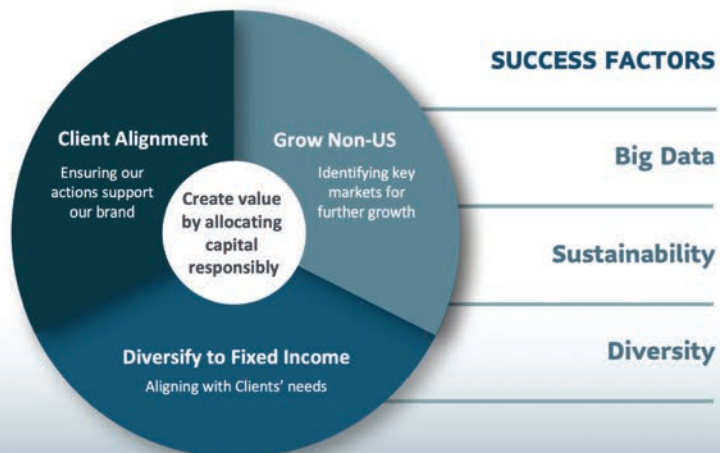 SUCCESS FACTORS
Client Alignment
Ensuring our
actions support
our brand
Grow Non-US
Identifying key
markets for
further growth
Create value
by allocating
capital
responsibly
Diversify to Fixed Income
Aligning with Clients' needs
Big Data
Sustainability
Diversity